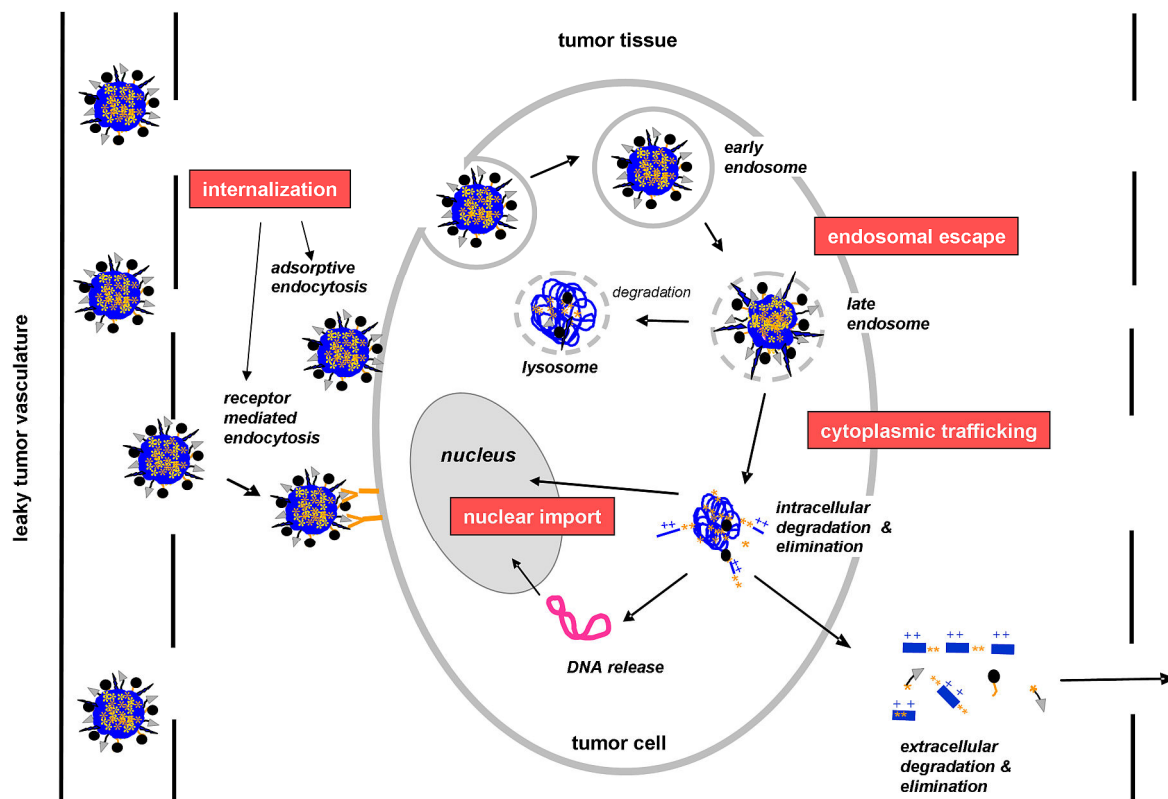 tumor tissue
early
endosome
internalization
endosomal escape
adsorptive
endocytosis
degradation
late
endosome
lysosome
leaky tumor vasculature
receptor
mediated
endocytosis
cytoplasmic trafficking
nucleus
nuclear import
intracellular
degradation &
elimination
++
**
**
++
*
++
**
DNA release
++ ++ ++
** **
*
**
++
**
*
++
**
tumor cell
extracellular
degradation &
elimination